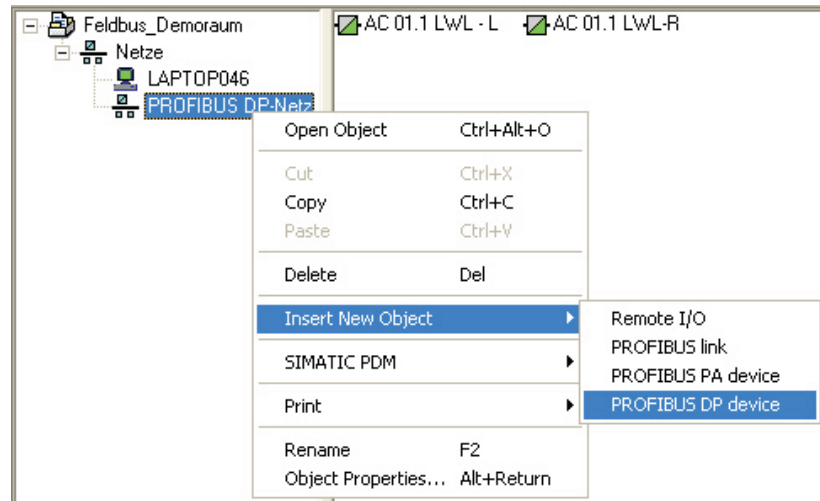 Feldbus_Demoraum
AC 01.1 LWL - L AC 01.1 LWL-R
Netze
LAPTOP046
PROFIBUS DP-Netz
Open Object Ctrl+Alt+O
Cut Ctrl+X
Copy Ctrl+C
Paste Ctrl+V
Delete Del
Insert New Object
SIMATIC PDM
Print
Rename F2
Object Properties... Alt+Return
Remote I/O
PROFIBUS link
PROFIBUS PA device
PROFIBUS DP device